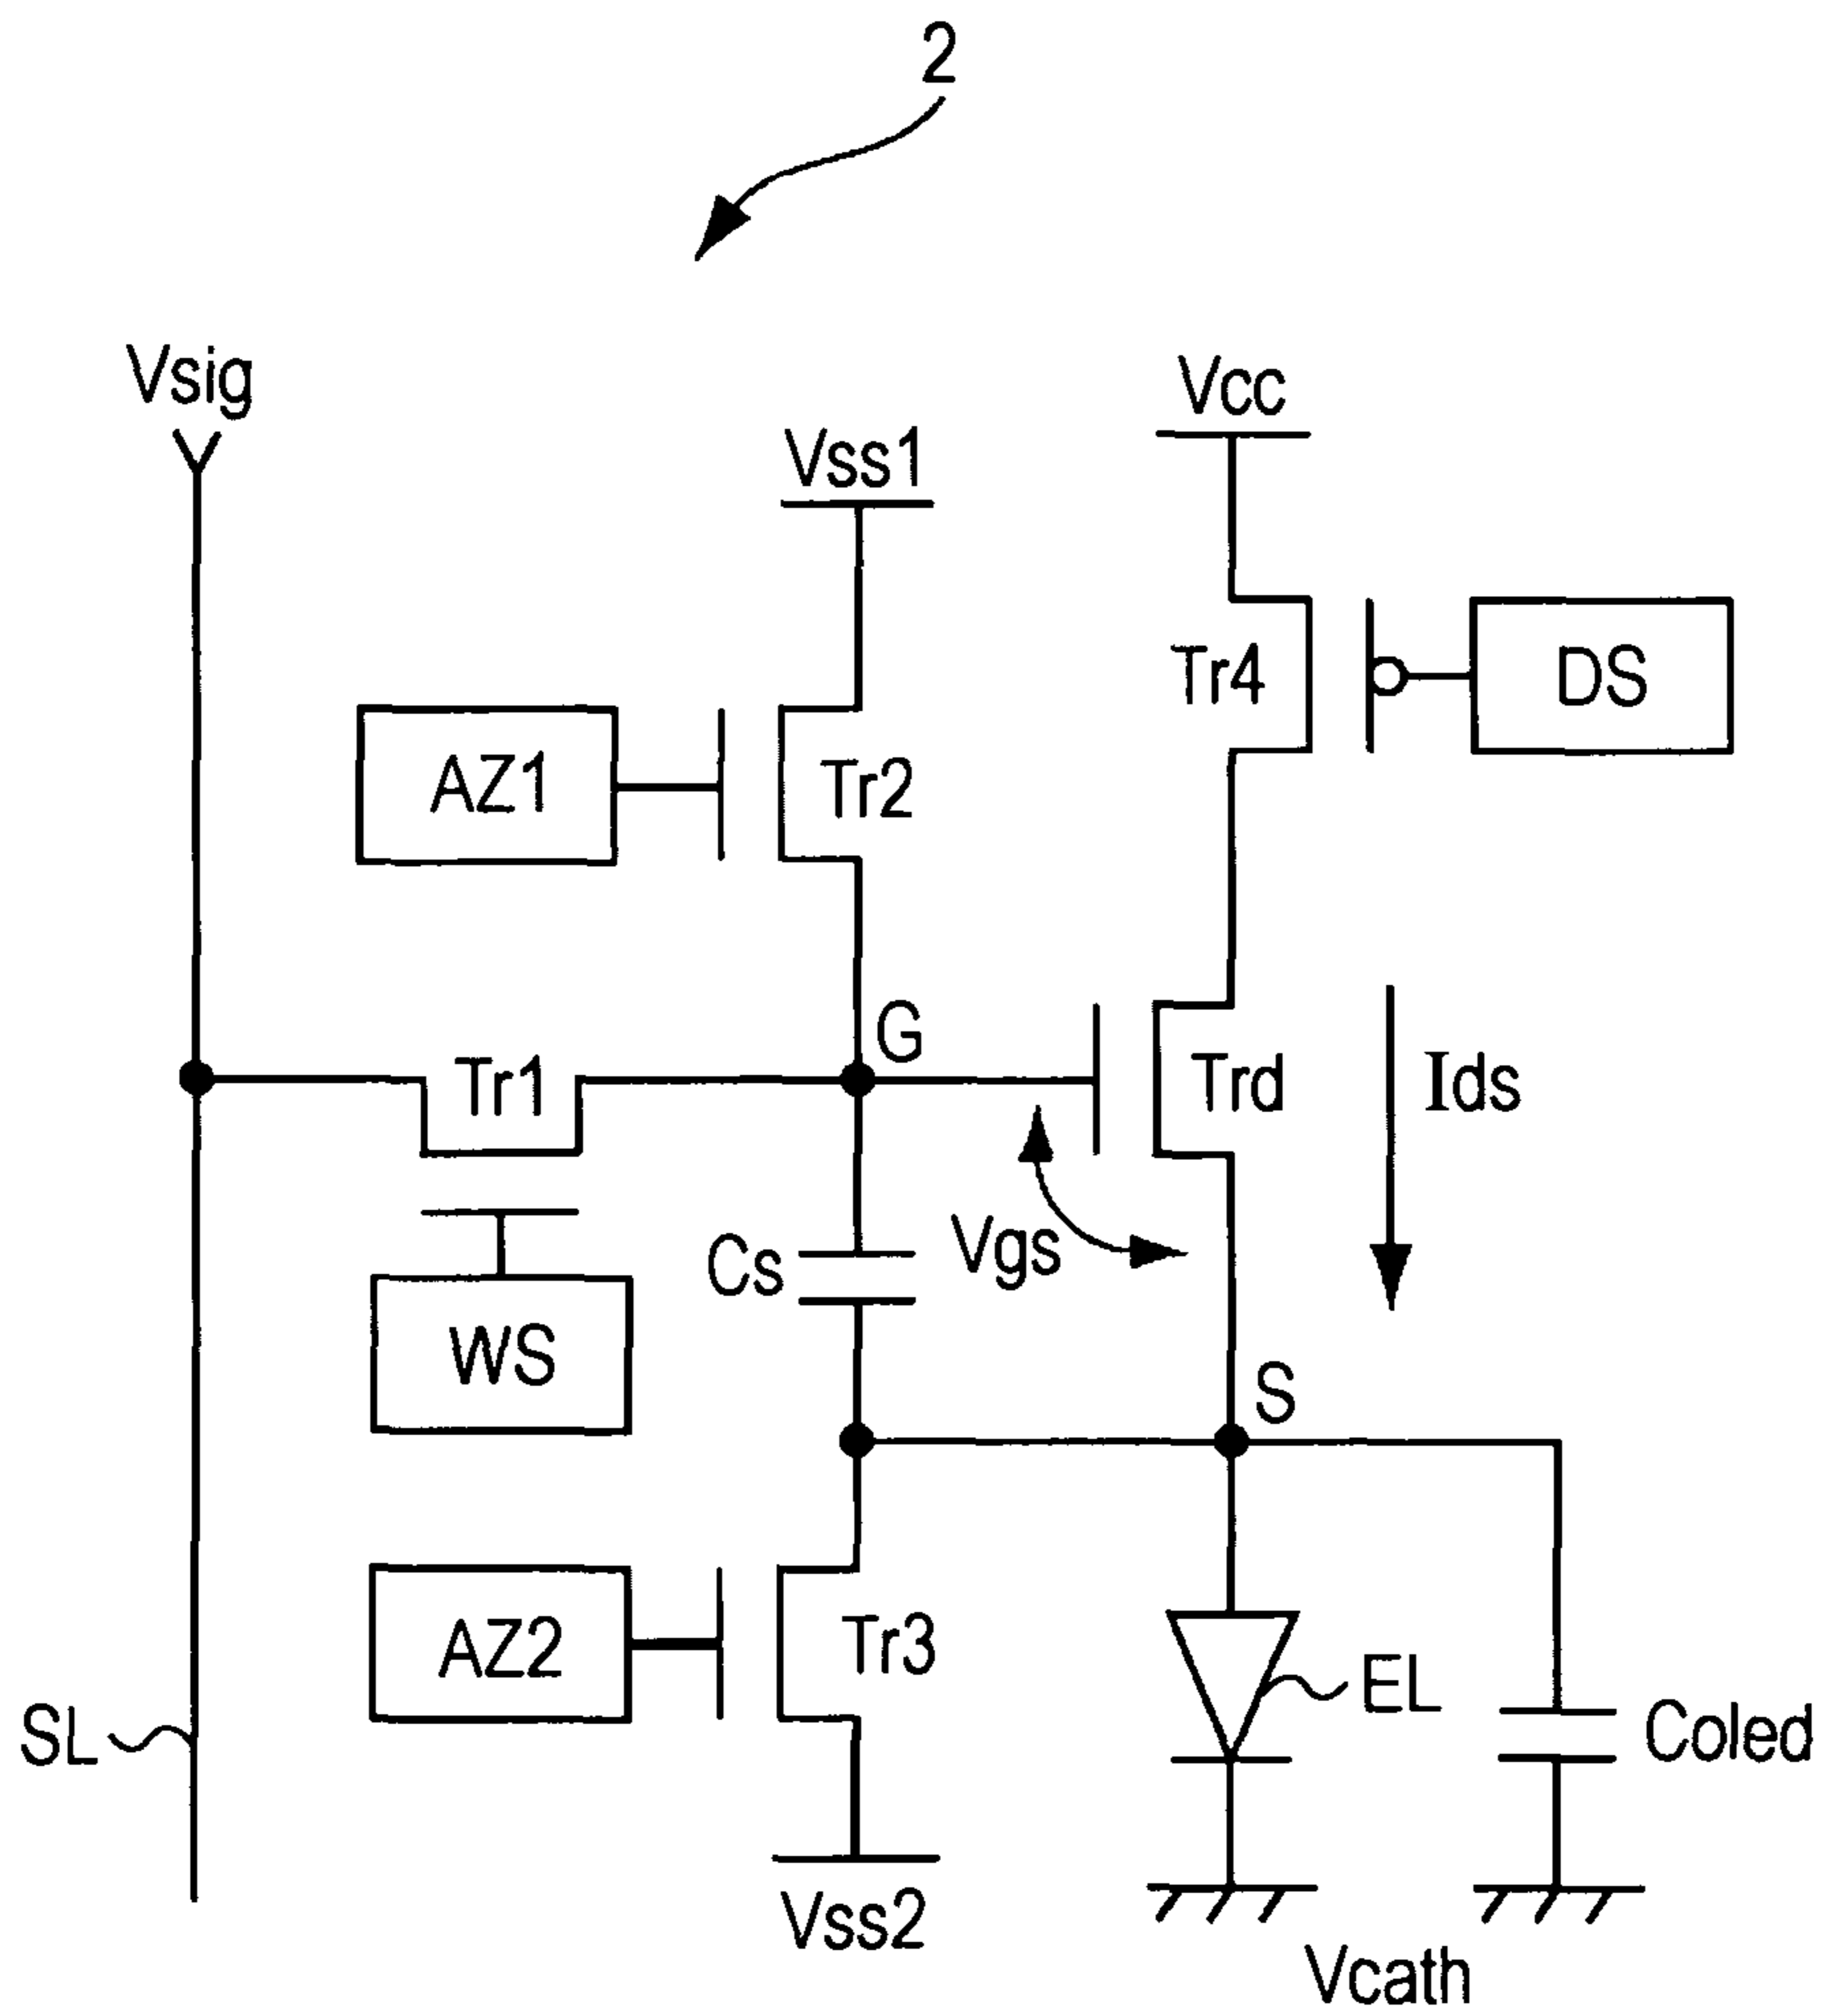 2
Vsig
Vcc
Vss1
Tr4
DS
AZ1
Tr2
G
Tr1
Trd
Ids
Cs
Vgs
WS
S
AZ2
Tr3
EL
SL
Coled
Vss2
Vcath